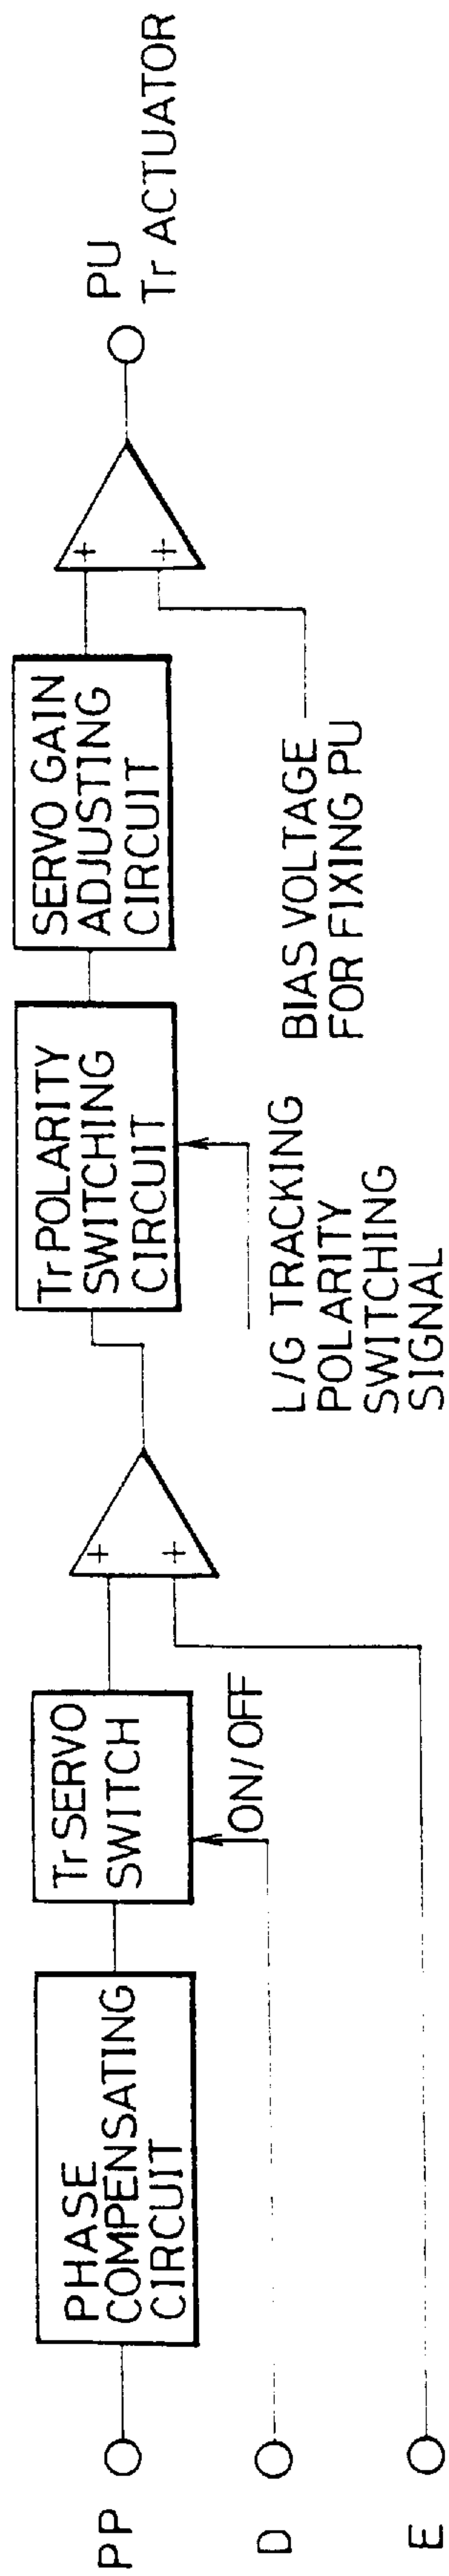 PP
D
E
PHASE
COMPENSATING
CIRCUIT
Tr SERVO
SWITCH
ON/OFF
+
+
Tr POLARITY
SWITCHING
CIRCUIT
L/G TRACKING
POLARITY
SWITCHING
SIGNAL
SERVO GAIN
ADJUSTING
CIRCUIT
BIAS VOLTAGE
FOR FIXING PU
+
+
PU
Tr ACTUATOR